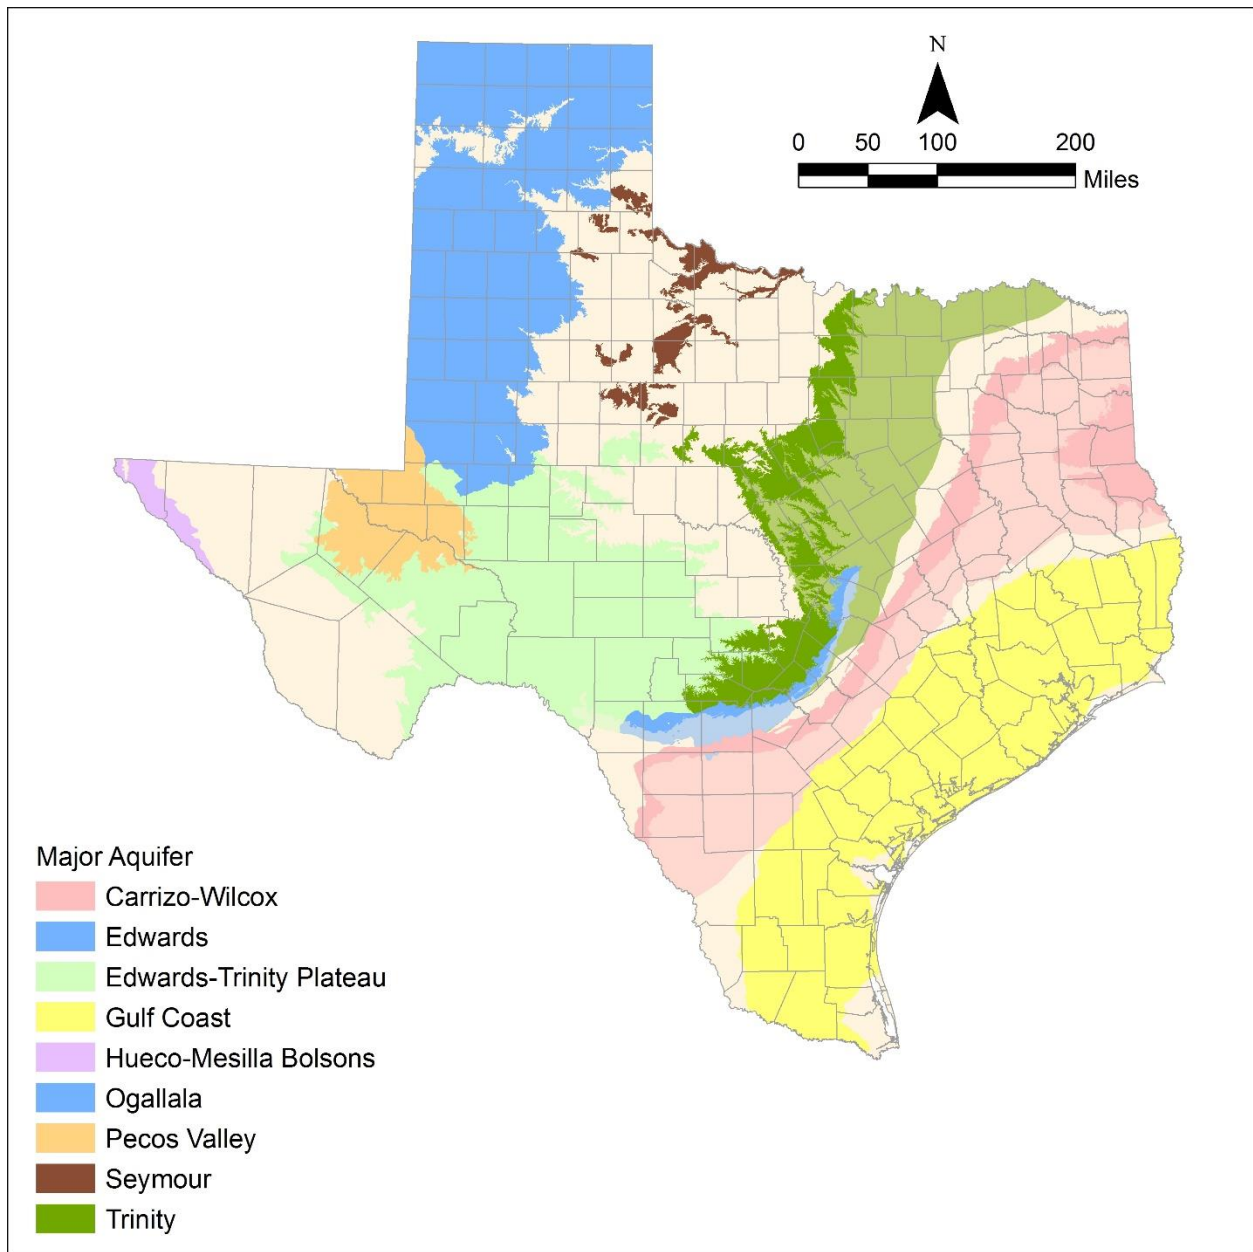 N
0 50 100 200
Miles
Major Aquifer
Carrizo-Wilcox
Edwards
Edwards-Trinity Plateau
Gulf Coast
Hueco-Mesilla Bolsons
Ogallala
Pecos Valley
Seymour
Trinity